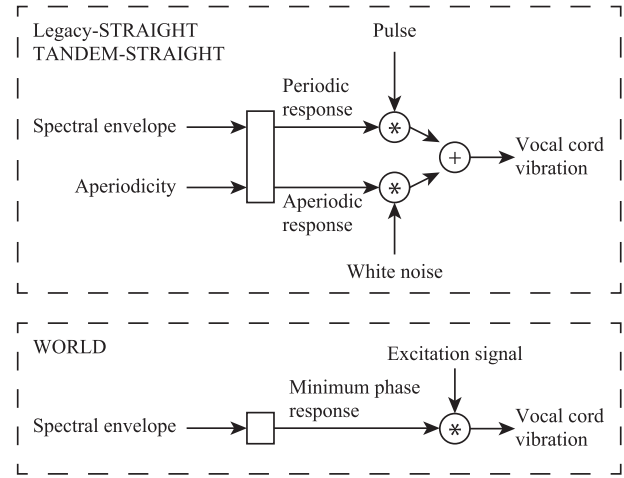 Legacy-STRAIGHT
TANDEM-STRAIGHT
Pulse
Periodic
response
Spectral envelope
*
Vocal cord
vibration
+
Aperiodicity
*
Aperiodic
response
White noise
WORLD
Excitation signal
Minimum phase
response
Spectral envelope
*
Vocal cord
vibration